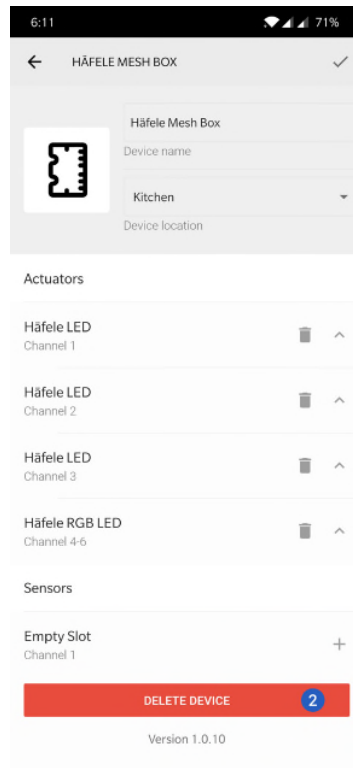 6:11
71%
HÄFELE MESH BOX
Häfele Mesh Box
Device name
Kitchen
Device location
Actuators
Häfele LED
Channel 1
Häfele LED
Channel 2
Häfele LED
Channel 3
Häfele RGB LED
Channel 4-6
Sensors
Empty Slot
Channel 1
DELETE DEVICE 2
Version 1.0.10